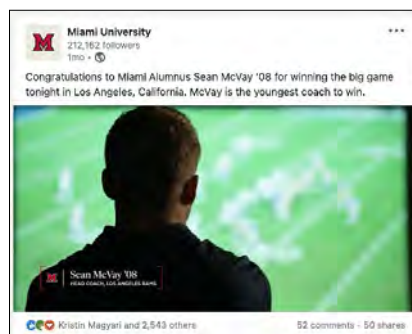 Miami University
212,162 followers
1mo •
Congratulations to Miami Alumnus Sean McVay '08 for winning the big game
tonight in Los Angeles, California. McVay is the youngest coach to win.
M
Sean McVay '08
HEAD COACH, LOS ANGELES RAMS
Kristin Magyari and 2,543 others
52 comments • 50 shares